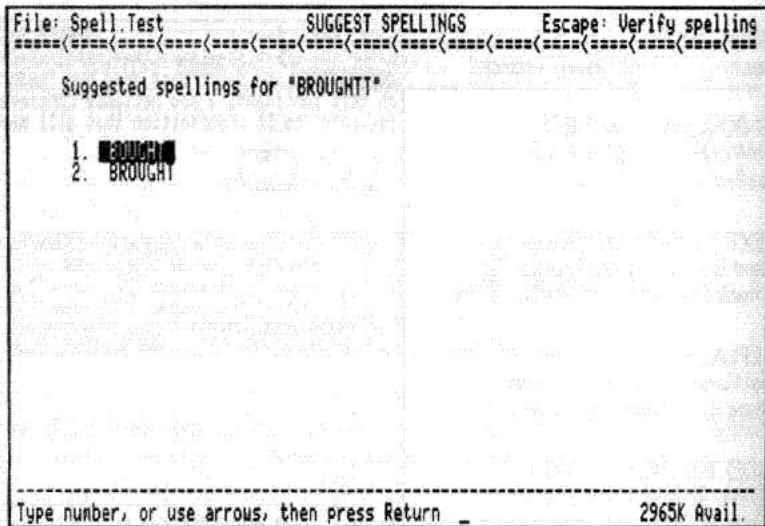 File: Spell.Test SUGGEST SPELLINGS Escape: Verify spelling
=====<====<====<====<====<====<====<====<====<====<====<====<====<====<====<===
Suggested spellings for "BROUGHTT"
1. BOUGHT
2. BROUGHT
-------------------------------------------------------------------------------
Type number, or use arrows, then press Return _ 2965K Avail.